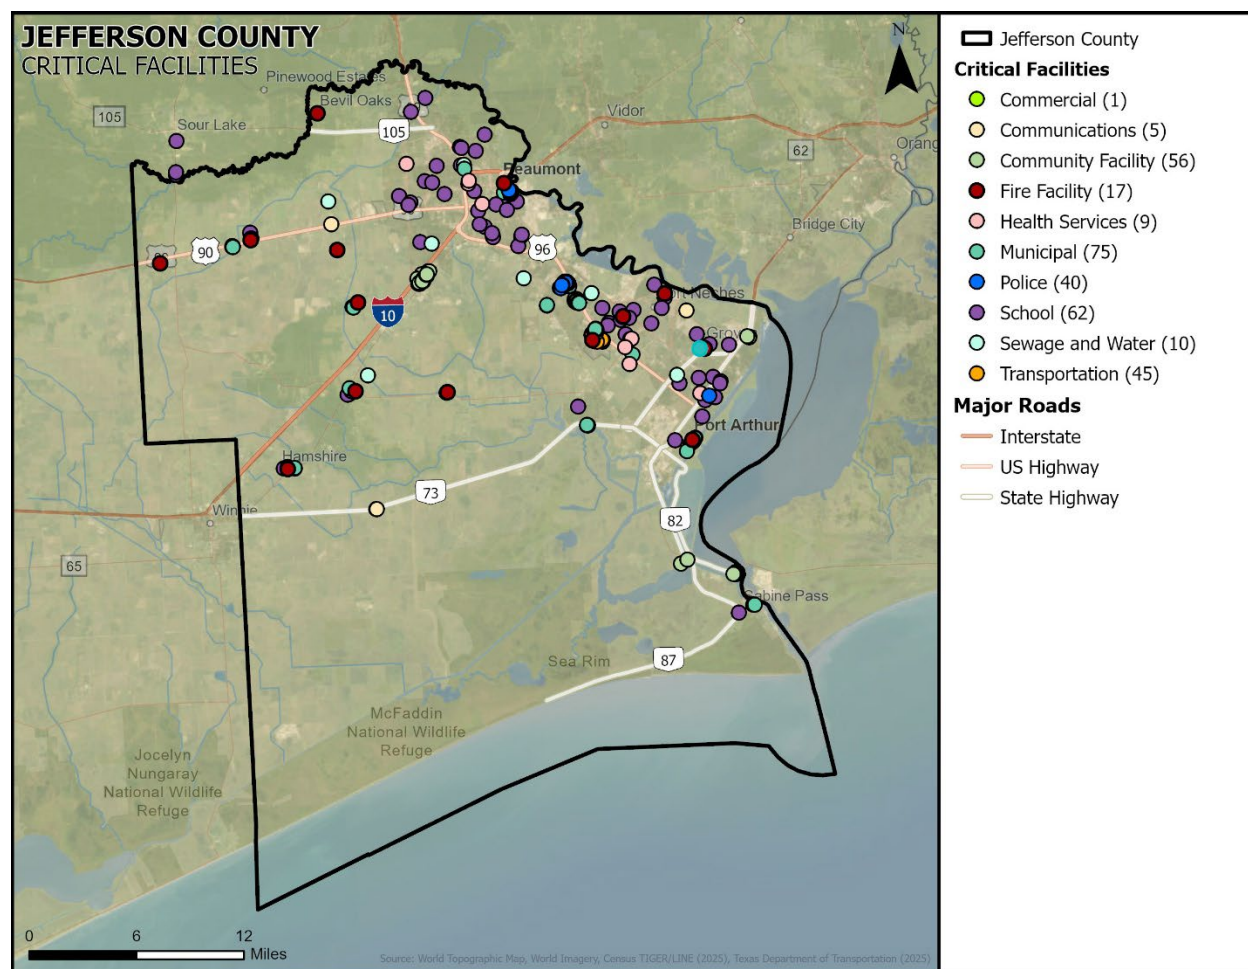 JEFFERSON COUNTY
CRITICAL FACILITIES
N
Pinewood Estates
Bevil Oaks
105
Sour Lake
105
Vidor
62
Beaumont
Bridge City
90
96
10
Hamshire
Winnie
73
Port Arthur
82
65
Sabine Pass
Sea Rim
87
McFaddin
National Wildlife
Refuge
Jocelyn
Nungaray
National Wildlife
Refuge
0 6 12
Miles
Source: World Topographic Map, World Imagery, Census TIGER/LINE (2025), Texas Department of Transportation (2025)
Jefferson County
Critical Facilities
Commercial (1)
Communications (5)
Community Facility (56)
Fire Facility (17)
Health Services (9)
Municipal (75)
Police (40)
School (62)
Sewage and Water (10)
Transportation (45)
Major Roads
Interstate
US Highway
State Highway